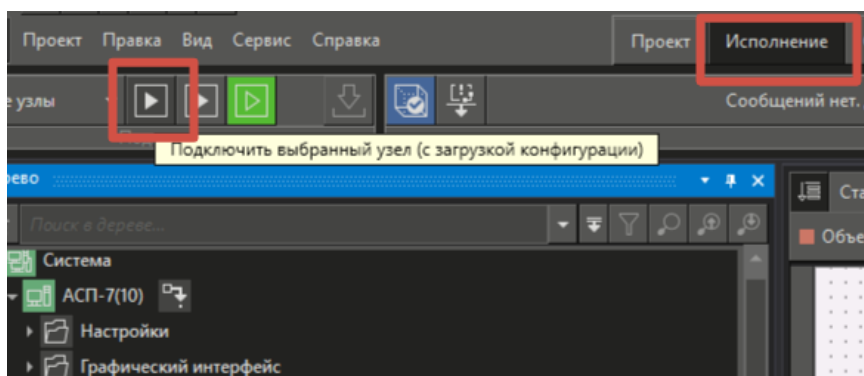 Проект Правка Вид Сервис Справка Проект Исполнение
е узлы Сообщений нет.
Подключить выбранный узел (с загрузкой конфигурации)
рево
Поиск в дереве...
Ста
Система
Объе
АСП-7(10)
Настройки
Графический интерфейс